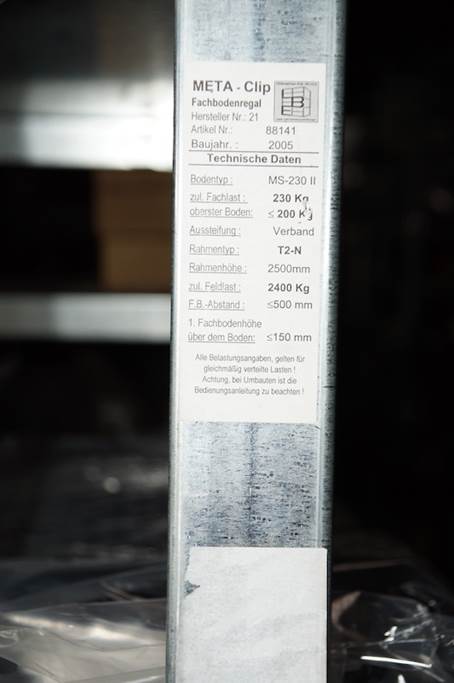 META - Clip
Fachbodenregal
Hersteller Nr.: 21
Artikel Nr.: 88141
Baujahr. : 2005
Technische Daten
Bodentyp : MS-230 II
zul. Fachlast : 230 Kg
oberster Boden: ≤ 200 Kg
Aussteifung : Verband
Rahmentyp : T2-N
Rahmenhöhe : 2500mm
zul. Feldlast : 2400 Kg
F.B.-Abstand : ≤500 mm
1. Fachbodenhöhe
über dem Boden: ≤150 mm
Alle Belastungsangaben, gelten für
gleichmäßig verteilte Lasten !
Achtung, bei Umbauten ist die
Bedienungsanleitung zu beachten !